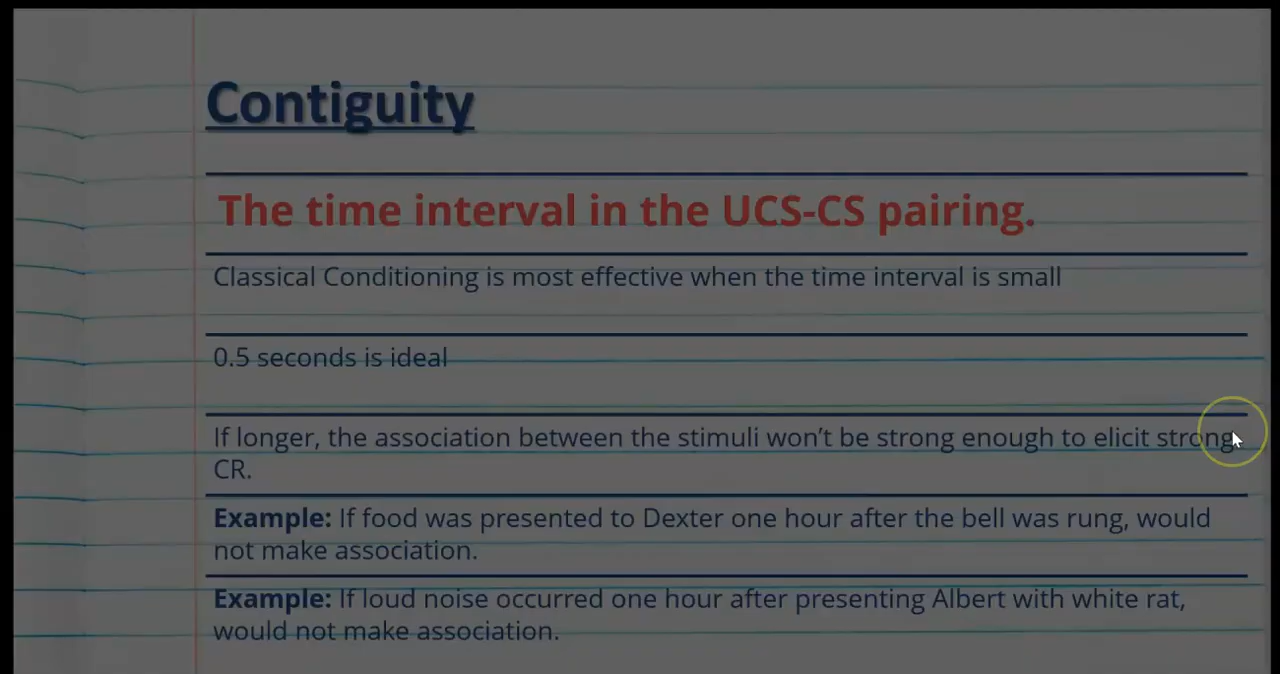 Contiguity
The time interval in the UCS-CS pairing.
Classical Conditioning is most effective when the time interval is small
0.5 seconds is ideal
If longer, the association between the stimuli won’t be strong enough to elicit strong
CR.
Example: If food was presented to Dexter one hour after the bell was rung, would
not make association.
Example: If loud noise occurred one hour after presenting Albert with white rat,
would not make association.